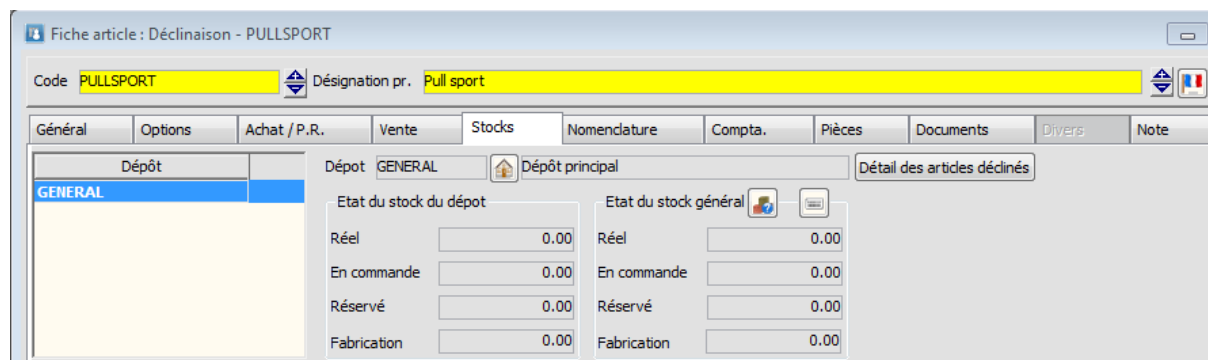 Fiche article : Déclinaison - PULLSPORT
Code PULLSPORT Désignation pr. Pull sport
Général Options Achat / P.R. Vente Stocks Nomenclature Compta. Pièces Documents Divers Note
Dépôt Dépot GENERAL Dépôt principal Détail des articles déclinés
GENERAL Etat du stock du dépot Etat du stock général
Réel 0.00 Réel 0.00
En commande 0.00 En commande 0.00
Réservé 0.00 Réservé 0.00
Fabrication 0.00 Fabrication 0.00